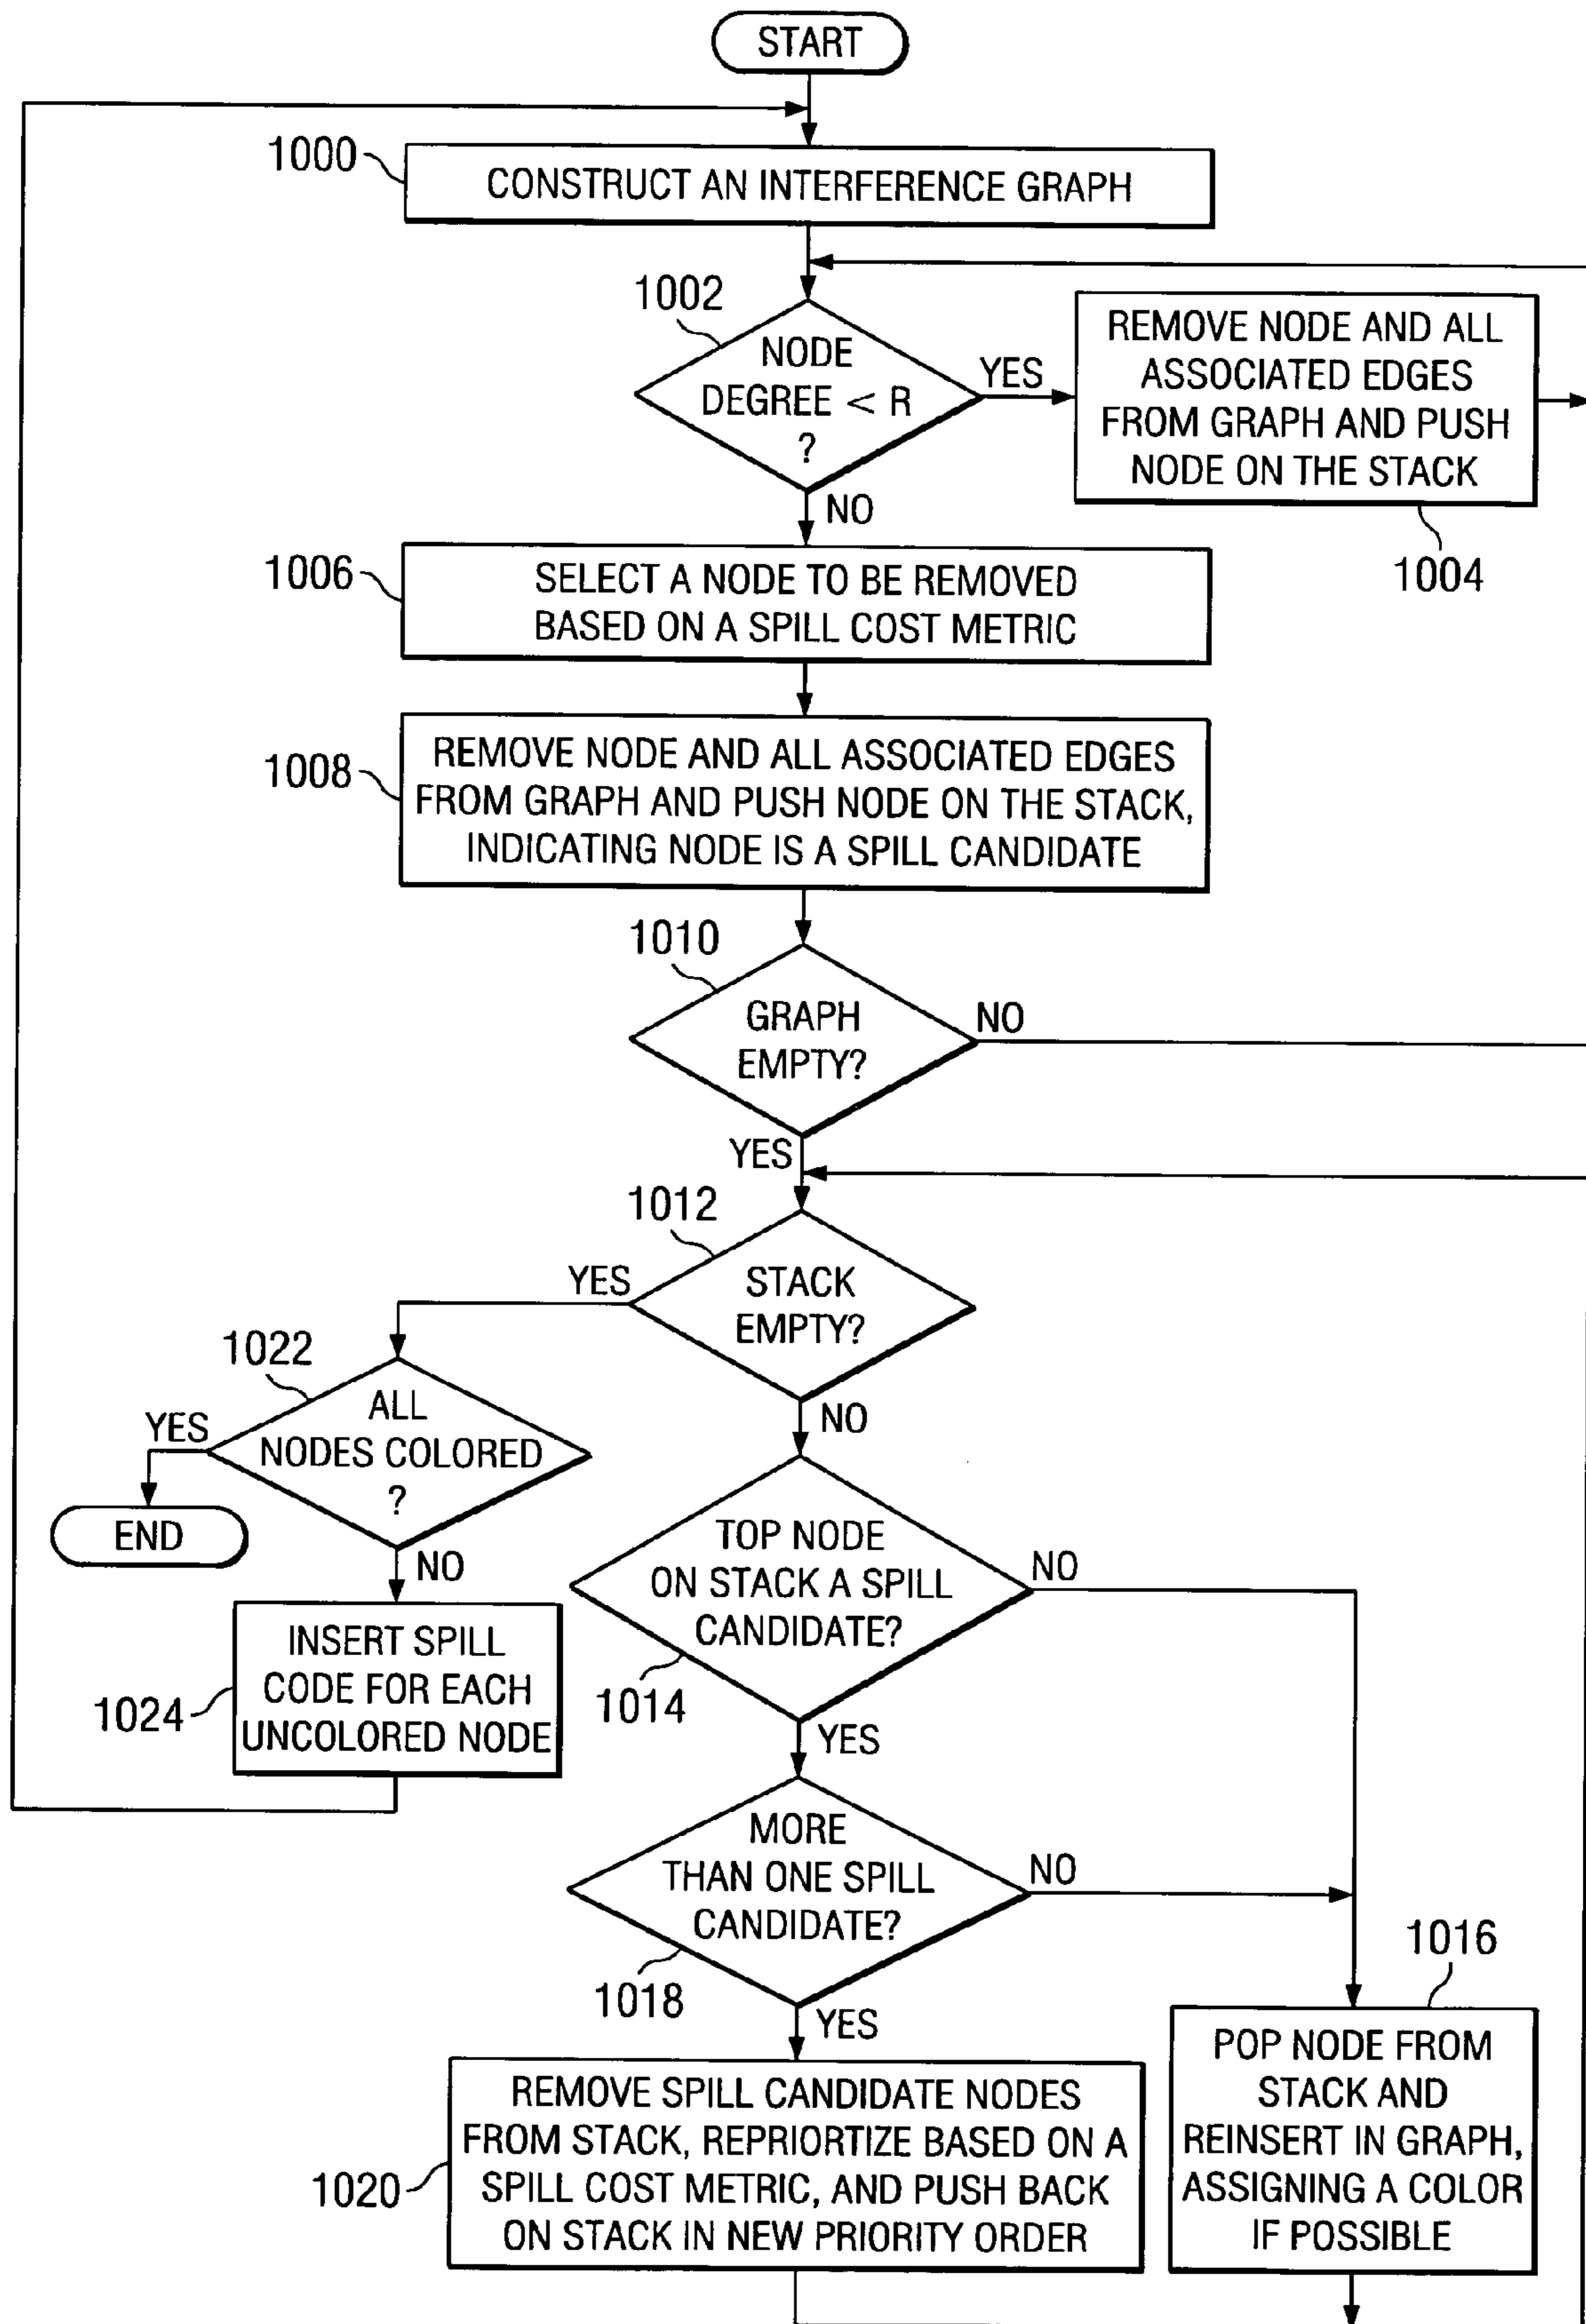 START
1000
CONSTRUCT AN INTERFERENCE GRAPH
1002
NODE
DEGREE < R
?
YES
REMOVE NODE AND ALL
ASSOCIATED EDGES
FROM GRAPH AND PUSH
NODE ON THE STACK
1004
NO
1006
SELECT A NODE TO BE REMOVED
BASED ON A SPILL COST METRIC
1008
REMOVE NODE AND ALL ASSOCIATED EDGES
FROM GRAPH AND PUSH NODE ON THE STACK,
INDICATING NODE IS A SPILL CANDIDATE
1010
GRAPH
EMPTY?
NO
YES
1012
STACK
EMPTY?
YES
NO
1022
ALL
NODES COLORED
?
YES
END
NO
INSERT SPILL
CODE FOR EACH
UNCOLORED NODE
1024
TOP NODE
ON STACK A SPILL
CANDIDATE?
1014
NO
YES
MORE
THAN ONE SPILL
CANDIDATE?
1018
NO
YES
1016
POP NODE FROM
STACK AND
REINSERT IN GRAPH,
ASSIGNING A COLOR
IF POSSIBLE
REMOVE SPILL CANDIDATE NODES
FROM STACK, REPRIORTIZE BASED ON A
SPILL COST METRIC, AND PUSH BACK
ON STACK IN NEW PRIORITY ORDER
1020